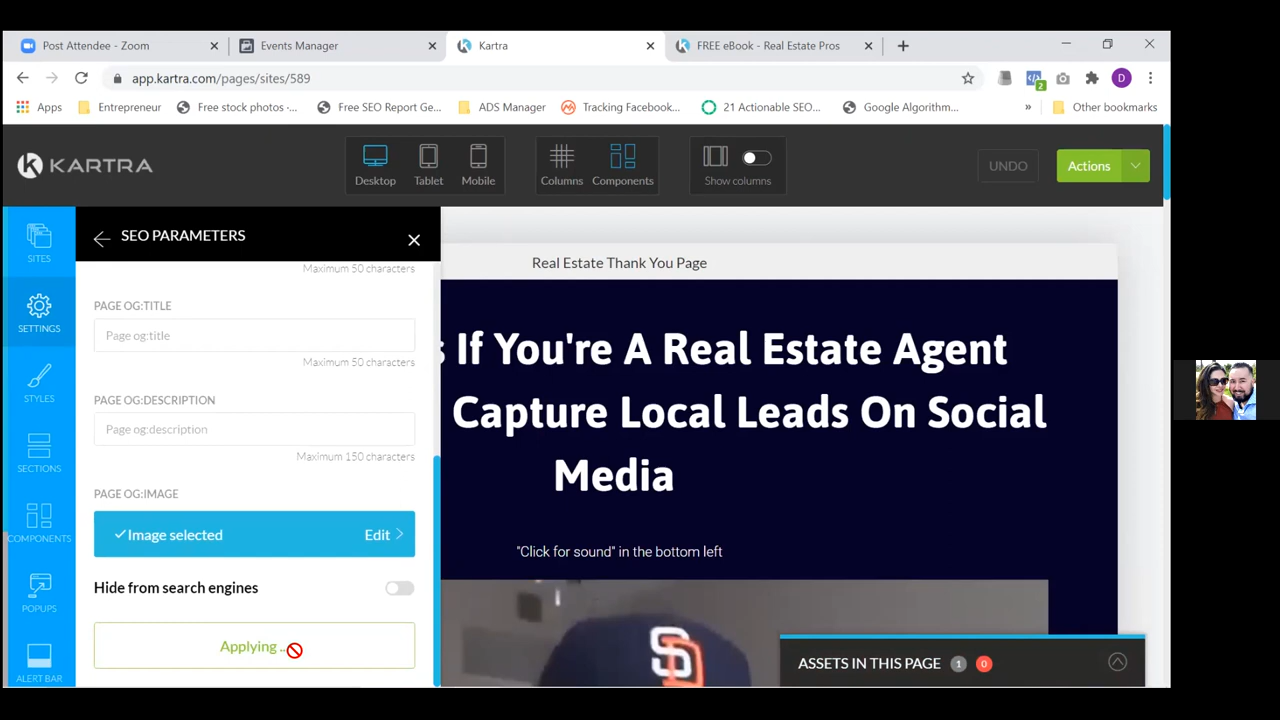 Post Attendee - Zoom
Events Manager
Kartra
FREE eBook - Real Estate Pros
app.kartra.com/pages/sites/589
D
2
Apps
Entrepreneur
Free stock photos -...
Free SEO Report Ge...
ADS Manager
Tracking Facebook...
21 Actionable SEO...
Google Algorithm...
»
Other bookmarks
KARTRA
Desktop
Tablet
Mobile
Columns
Components
Show columns
UNDO
Actions
SITES
SETTINGS
STYLES
SECTIONS
COMPONENTS
POPUPS
ALERT BAR
SEO PARAMETERS
Maximum 50 characters
PAGE OG:TITLE
Page og:title
Maximum 50 characters
PAGE OG:DESCRIPTION
Page og:description
Maximum 150 characters
PAGE OG:IMAGE
Image selected
Edit
Hide from search engines
Applying ..
Real Estate Thank You Page
s If You're A Real Estate Agent
Capture Local Leads On Social
Media
"Click for sound" in the bottom left
SD
ASSETS IN THIS PAGE 1 0